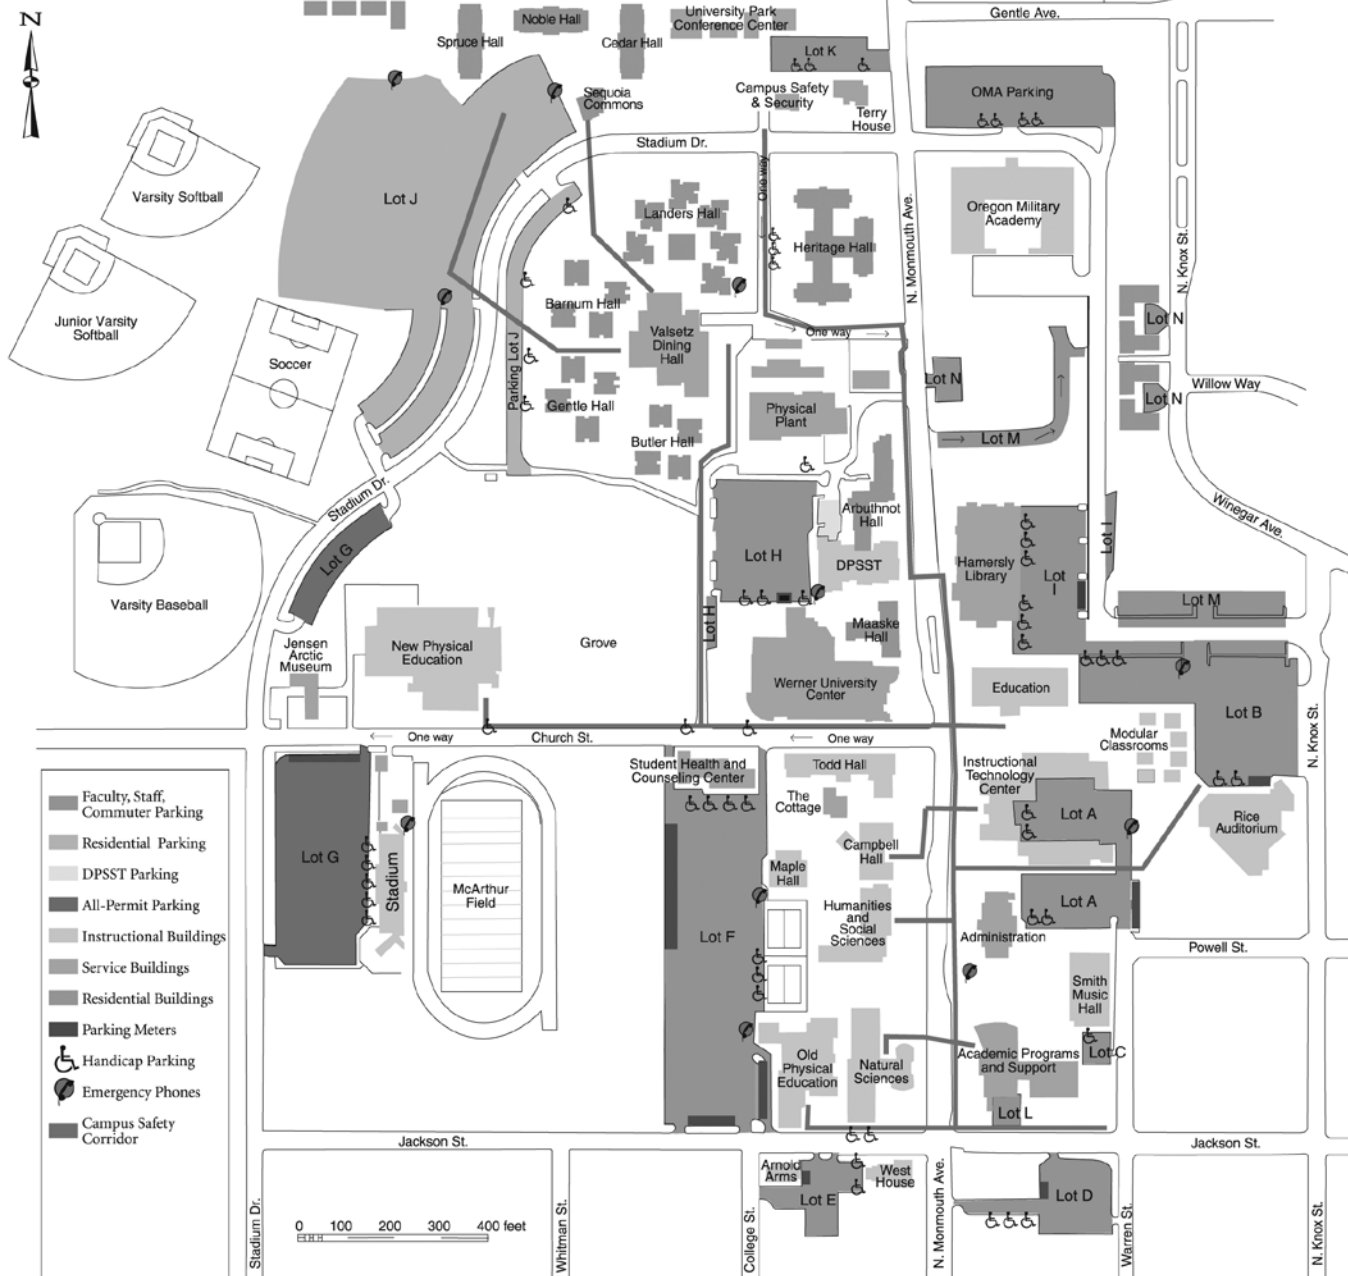 N
Gentle Ave.
University Park
Conference Center
Noble Hall
Spruce Hall
Cedar Hall
Lot K
Campus Safety
& Security
Terry
House
OMA Parking
Sequoia
Commons
Stadium Dr.
Varsity Softball
Lot J
One way
Landers Hall
Heritage Hall
N. Monmouth Ave.
Oregon Military
Academy
N. Knox St.
Junior Varsity
Softball
Barnum Hall
Valsetz
Dining
Hall
One way
Lot N
Soccer
Parking Lot J
Lot N
Willow Way
Lot N
Gentle Hall
Physical
Plant
Butler Hall
Lot M
Stadium Dr.
Winegar Ave.
Arbuthnot
Hall
Lot G
Lot H
DPSST
Hamersly
Library
Lot
I
Lot I
Varsity Baseball
Lot M
Lot H
Maaske
Hall
Jensen
Arctic
Museum
New Physical
Education
Grove
Werner University
Center
Education
Lot B
N. Knox St.
Modular
Classrooms
One way
Church St.
One way
Student Health and
Counseling Center
Todd Hall
Instructional
Technology
Center
The
Cottage
Lot A
Rice
Auditorium
Faculty, Staff,
Commuter Parking
Residential Parking
DPSST Parking
All-Permit Parking
Instructional Buildings
Service Buildings
Residential Buildings
Parking Meters
Handicap Parking
Emergency Phones
Campus Safety
Corridor
Lot G
Stadium
McArthur
Field
Campbell
Hall
Maple
Hall
Lot F
Humanities
and
Social
Sciences
Lot A
Administration
Powell St.
Smith
Music
Hall
Old
Physical
Education
Natural
Sciences
Academic Programs
and Support
Lot C
Lot L
Jackson St.
Jackson St.
Arnold
Arms
West
House
Lot E
Lot D
0 100 200 300 400 feet
Stadium Dr.
Whitman St.
College St.
N. Monmouth Ave.
Warren St.
N. Knox St.